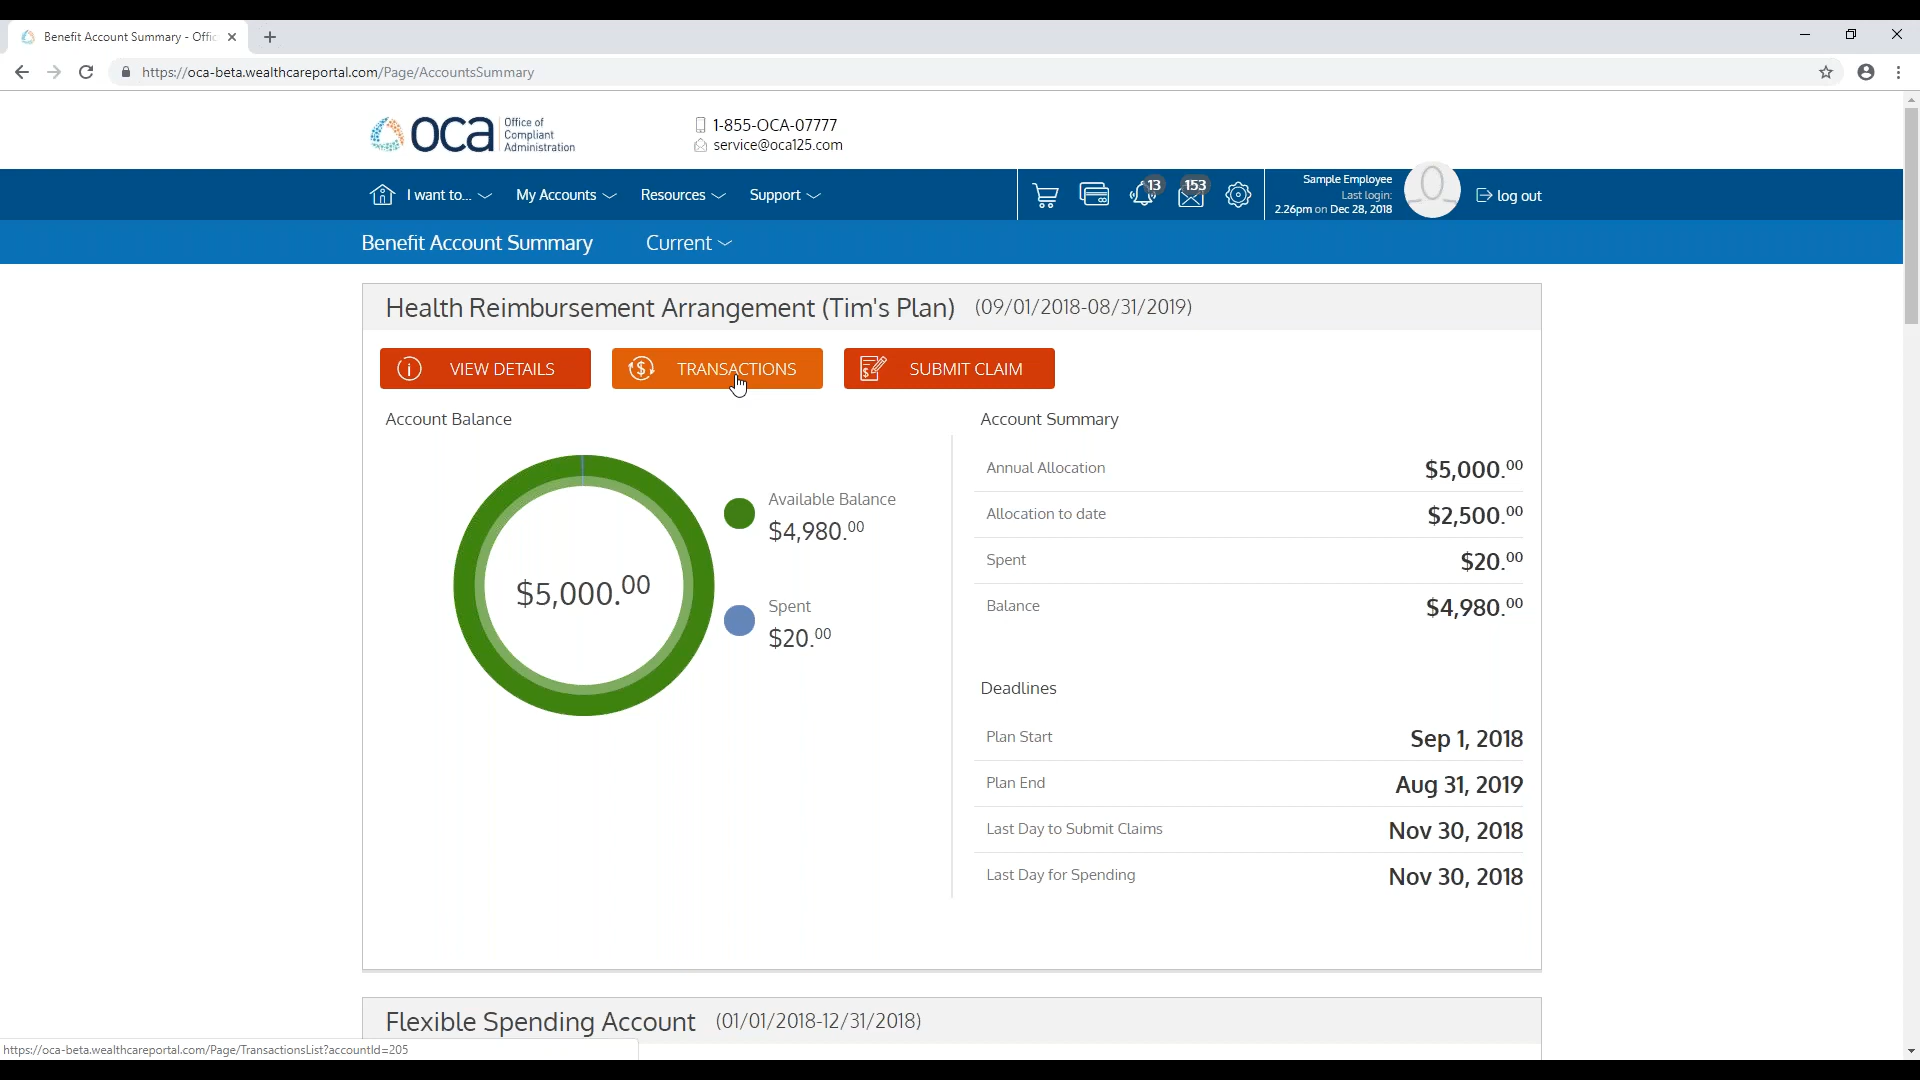 Benefit Account Summary - Offic
https://oca-beta.wealthcareportal.com/Page/AccountsSummary
oca Office of
Compliant
Administration
1-855-OCA-07777
service@oca125.com
I want to...
My Accounts
Resources
Support
13
153
Sample Employee
Last login:
2.26pm on Dec 28, 2018
log out
Benefit Account Summary
Current
Health Reimbursement Arrangement (Tim's Plan) (09/01/2018-08/31/2019)
VIEW DETAILS
TRANSACTIONS
SUBMIT CLAIM
Account Balance
$5,000.00
Available Balance
$4,980.00
Spent
$20.00
Account Summary
Annual Allocation $5,000.00
Allocation to date $2,500.00
Spent $20.00
Balance $4,980.00
Deadlines
Plan Start Sep 1, 2018
Plan End Aug 31, 2019
Last Day to Submit Claims Nov 30, 2018
Last Day for Spending Nov 30, 2018
Flexible Spending Account (01/01/2018-12/31/2018)
https://oca-beta.wealthcareportal.com/Page/TransactionsList?accountId=205